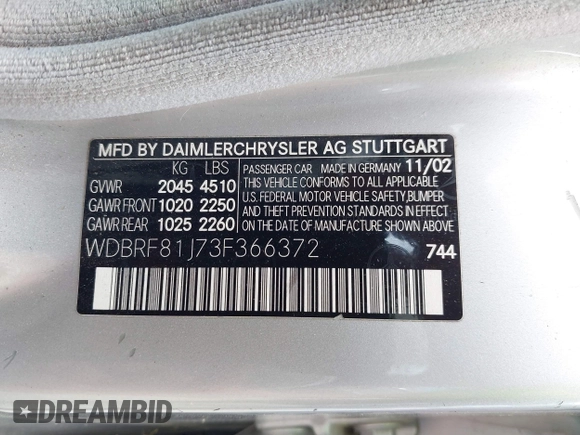 MFD BY DAIMLERCHRYSLER AG STUTTGART
KG LBS
GVWR 2045 4510
GAWR FRONT 1020 2250
GAWR REAR 1025 2260
PASSENGER CAR MADE IN GERMANY 11/02
THIS VEHICLE CONFORMS TO ALL APPLICABLE
U.S. FEDERAL MOTOR VEHICLE SAFETY,BUMPER
AND THEFT PREVENTION STANDARDS IN
EFFECT ON THE DATE OF MANUFACTURE
SHOWN ABOVE.
WDBRF81J73F366372
744
DREAMBID